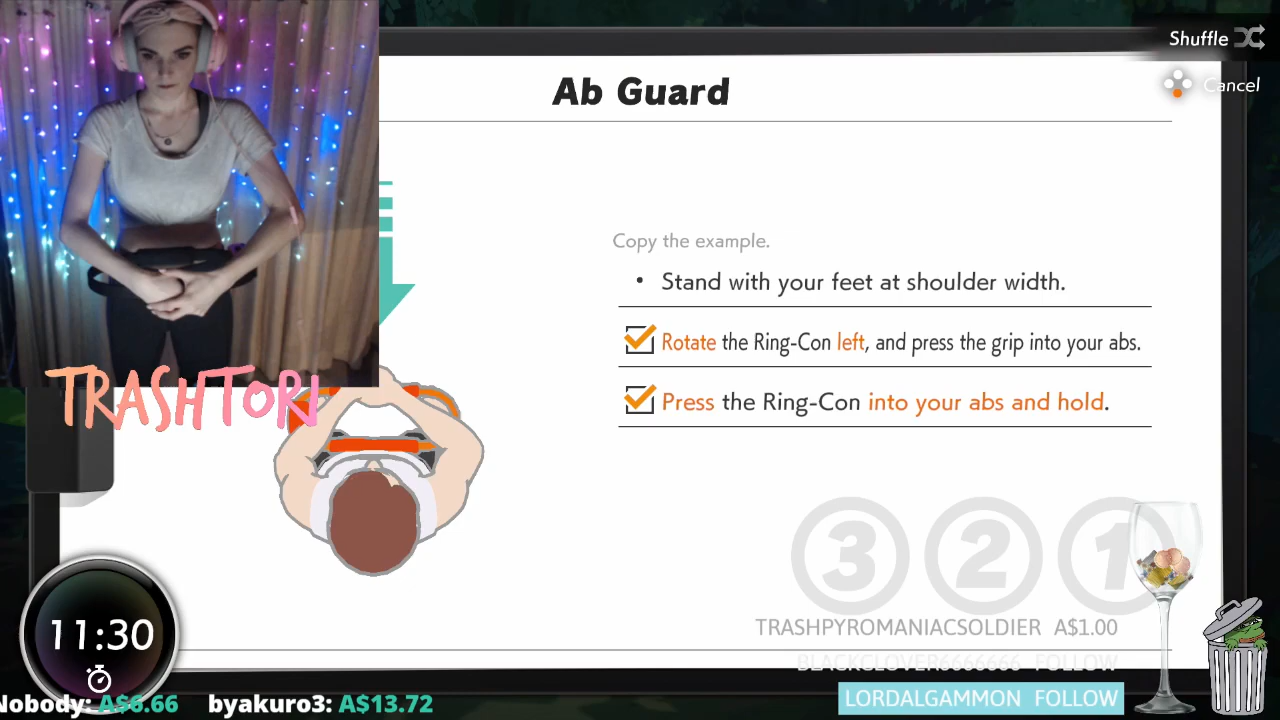 Shuffle
Cancel
Ab Guard
Copy the example.
• Stand with your feet at shoulder width.
Rotate the Ring-Con left, and press the grip into your abs.
Press the Ring-Con into your abs and hold.
TRASHTORI
3 2 1
TRASHPYROMANIACSOLDIER A$1.00
BLACKCLOVER6666666 FOLLOW
LORDALGAMMON FOLLOW
11:30
Nobody: A$6.66 byakuro3: A$13.72